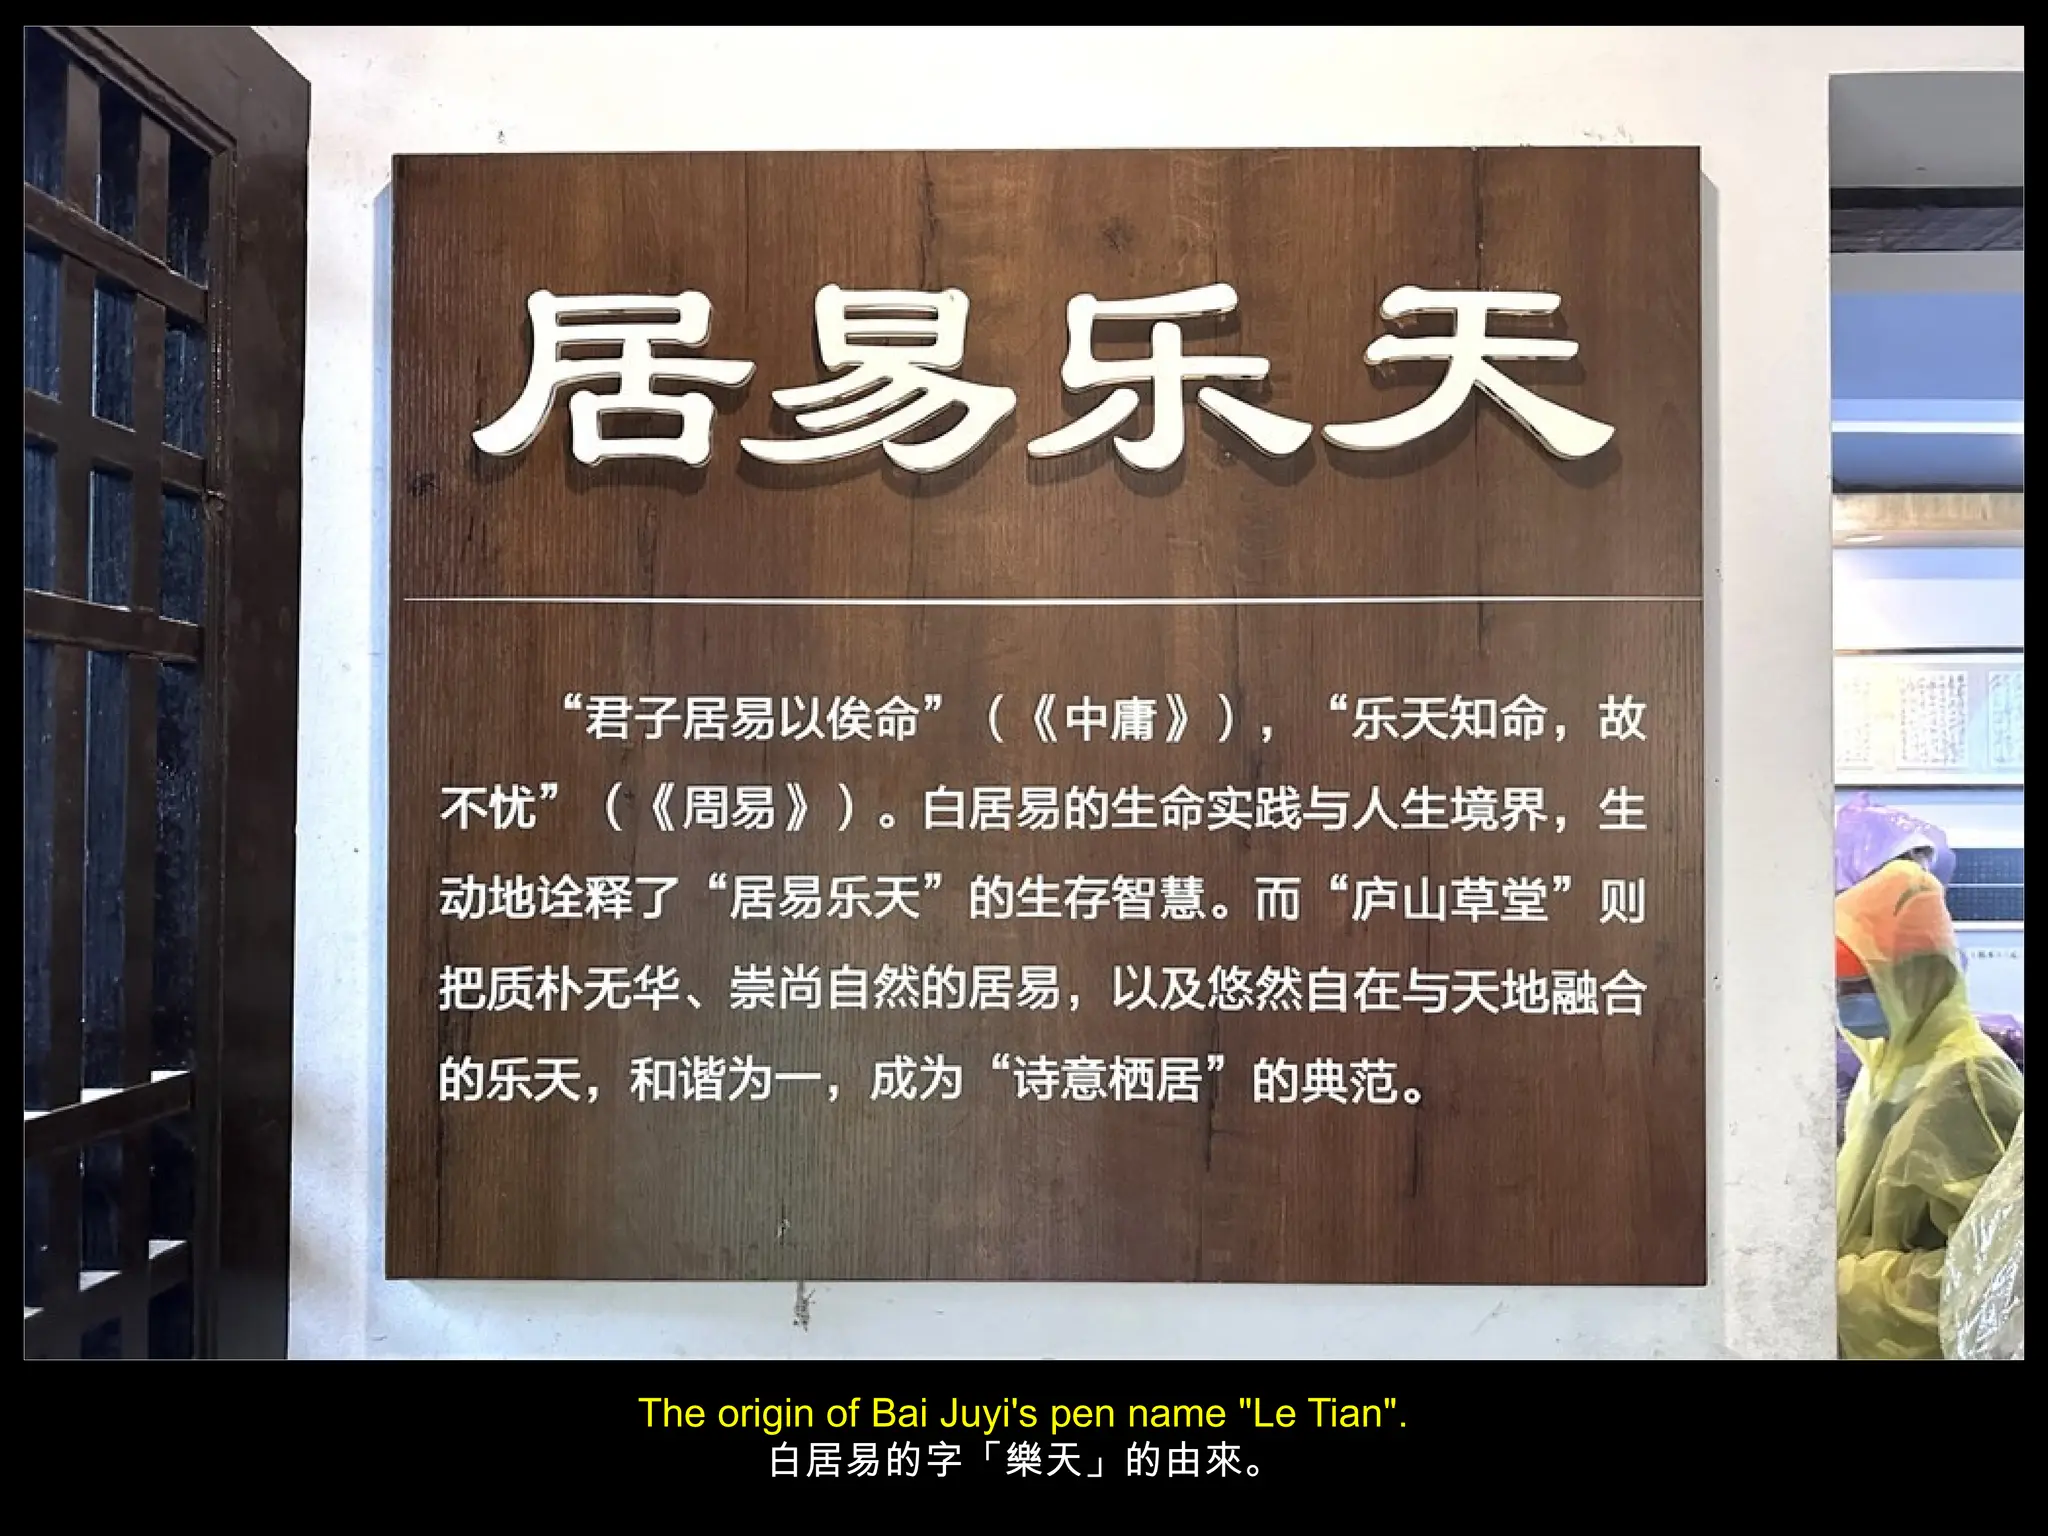 居易乐天
“君子居易以俟命”（《中庸》），“乐天知命，故
不忧”（《周易》）。白居易的生命实践与人生境界，生
动地诠释了“居易乐天”的生存智慧。而“庐山草堂”则
把质朴无华、崇尚自然的居易，以及悠然自在与天地融合
的乐天，和谐为一，成为“诗意栖居”的典范。
The origin of Bai Juyi's pen name "Le Tian".
白居易的字「樂天」的由來。